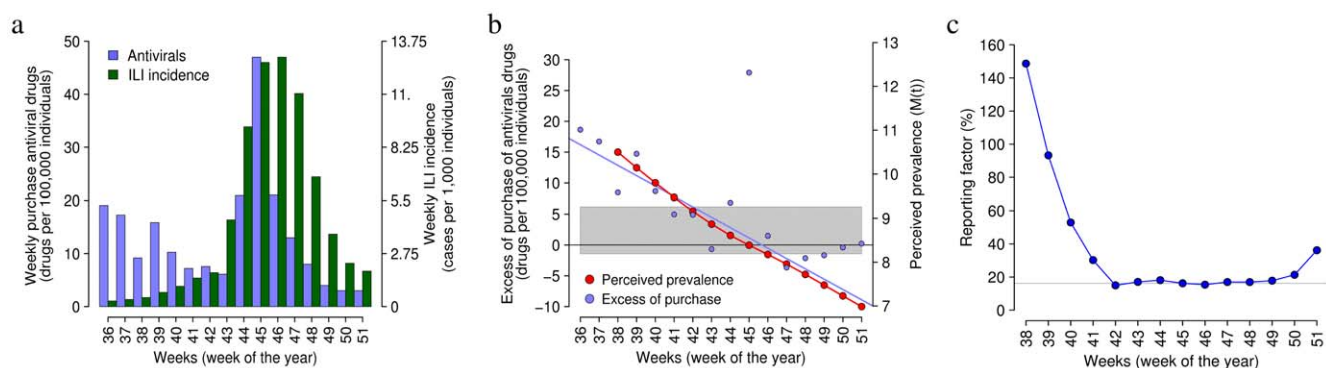 a
Weekly purchase antiviral drugs
(drugs per 100,000 individuals)
50
40
30
20
10
0
Antivirals
ILI incidence
13.75
11.
8.25
5.5
2.75
0
Weekly ILI incidence
(cases per 1,000 individuals)
36 37 38 39 40 41 42 43 44 45 46 47 48 49 50 51
Weeks (week of the year)
b
Excess of purchase of antivirals drugs
(drugs per 100,000 individuals)
30
25
20
15
10
5
0
−5
−10
Perceived prevalence
Excess of purchase
13
12
11
10
9
8
7
Perceived prevalence (M(t))
36 37 38 39 40 41 42 43 44 45 46 47 48 49 50 51
Weeks (week of the year)
c
Reporting factor (%)
160
140
120
100
80
60
40
20
0
38 39 40 41 42 43 44 45 46 47 48 49 50 51
Weeks (week of the year)